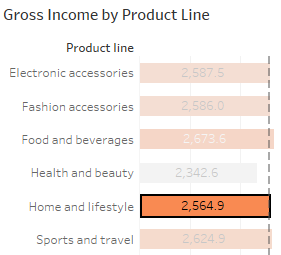 Gross Income by Product Line
Product line
Electronic accessories 2,587.5
Fashion accessories 2,586.0
Food and beverages 2,673.6
Health and beauty 2,342.6
Home and lifestyle 2,564.9
Sports and travel 2,624.9